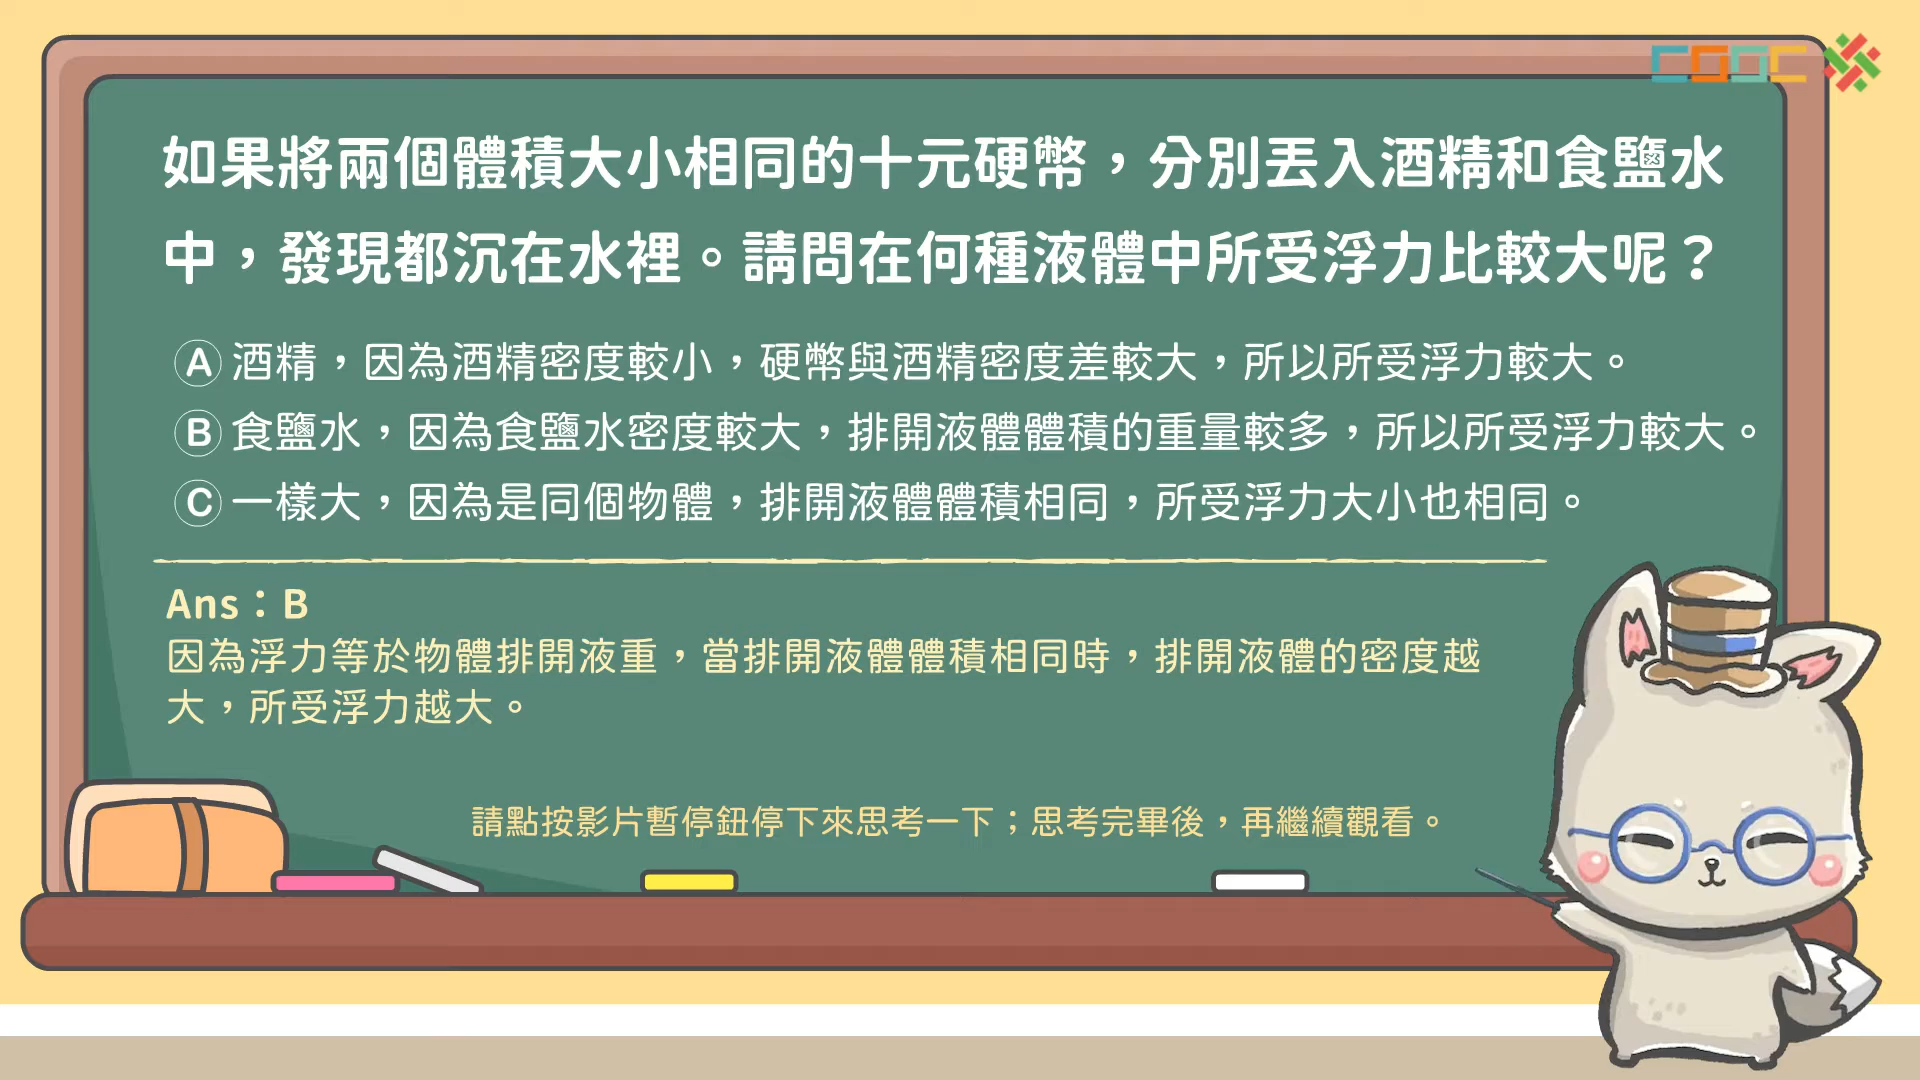 如果將兩個體積大小相同的十元硬幣，分別丟入酒精和食鹽水
中，發現都沉在水裡。請問在何種液體中所受浮力比較大呢？
Ⓐ 酒精，因為酒精密度較小，硬幣與酒精密度差較大，所以所受浮力較大。
Ⓑ 食鹽水，因為食鹽水密度較大，排開液體體積的重量較多，所以所受浮力較大。
Ⓒ 一樣大，因為是同個物體，排開液體體積相同，所受浮力大小也相同。
Ans：B
因為浮力等於物體排開液重，當排開液體體積相同時，排開液體的密度越
大，所受浮力越大。
請點按影片暫停鈕停下來思考一下；思考完畢後，再繼續觀看。